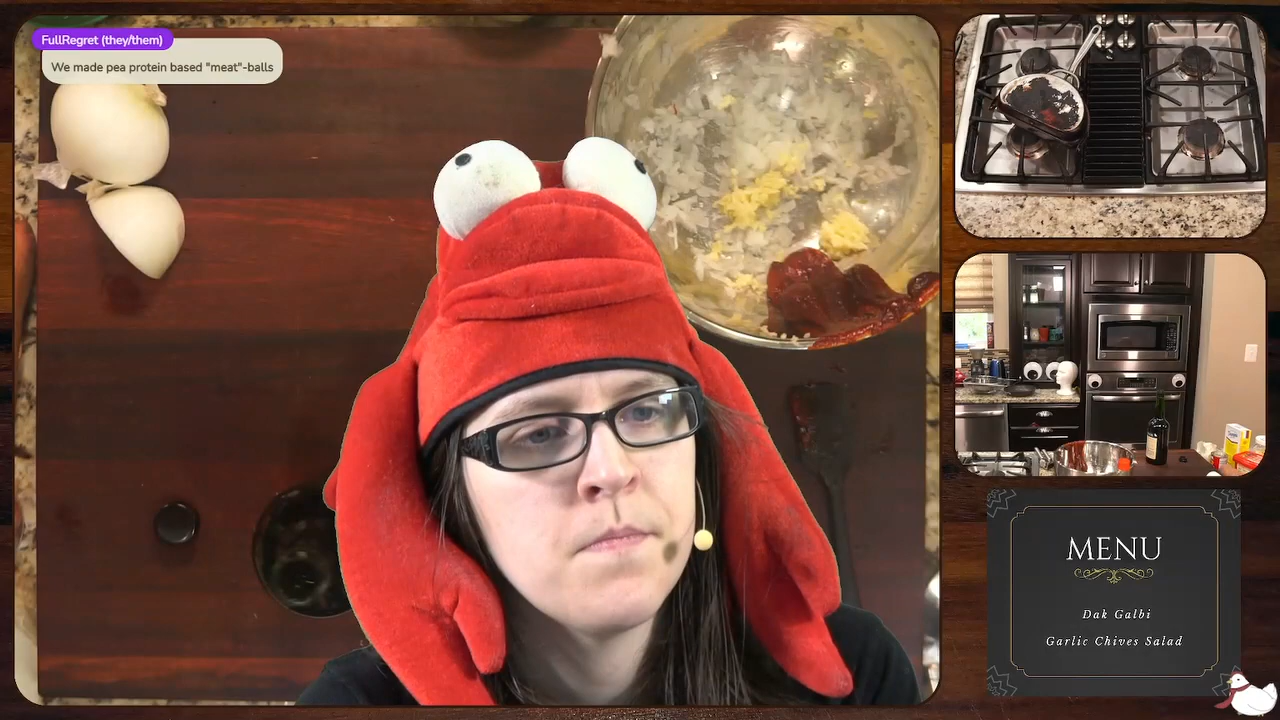 FullRegret (they/them)
We made pea protein based "meat"-balls
MENU
Dak Galbi
Garlic Chives Salad